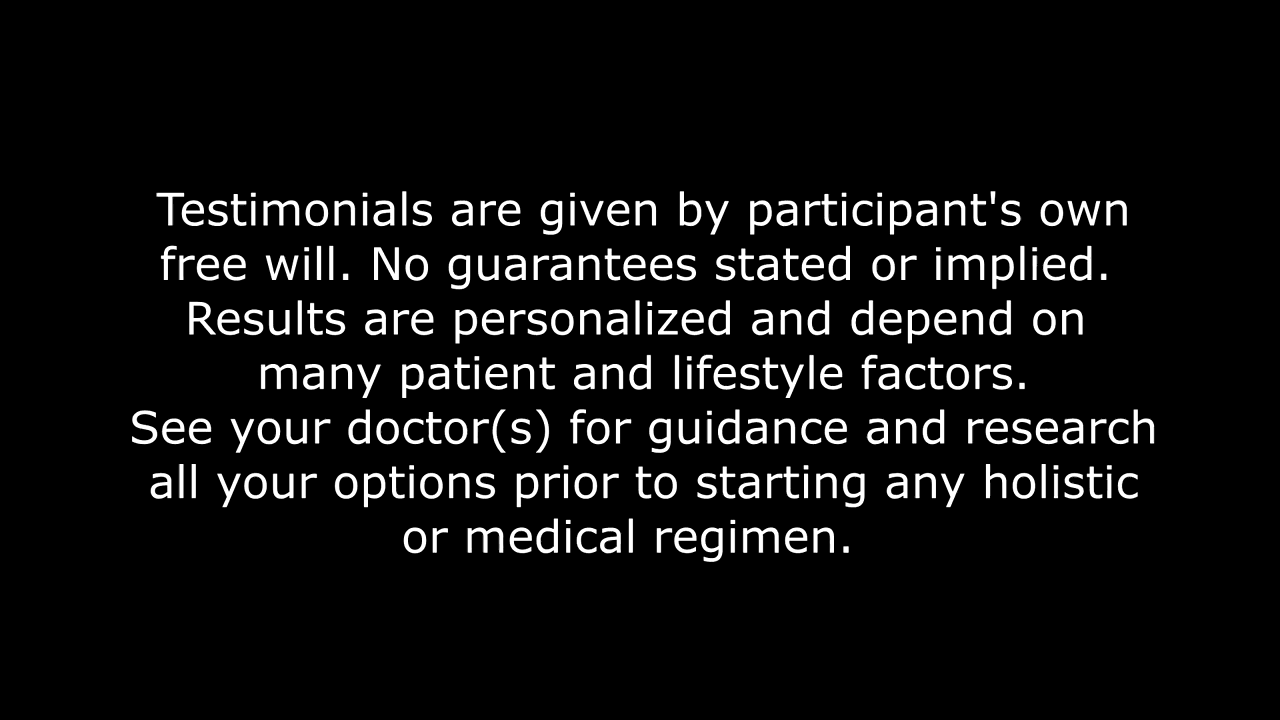 Testimonials are given by participant's own
free will. No guarantees stated or implied.
Results are personalized and depend on
many patient and lifestyle factors.
See your doctor(s) for guidance and research
all your options prior to starting any holistic
or medical regimen.